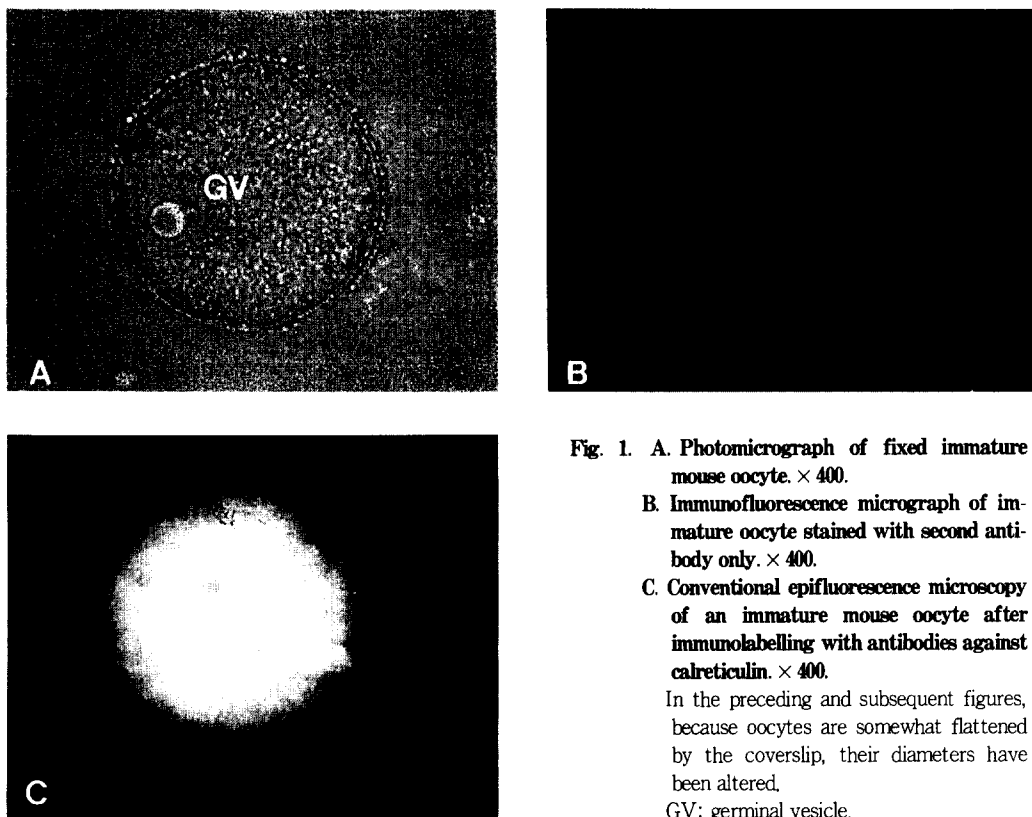 GV
A
B
C
Fig. 1. A. Photomicrograph of fixed immature
mouse oocyte. × 400.
B. Immunofluorescence micrograph of im-
mature oocyte stained with second anti-
body only. × 400.
C. Conventional epifluorescence microscopy
of an immature mouse oocyte after
immunolabelling with antibodies against
calreticulin. × 400.
In the preceding and subsequent figures,
because oocytes are somewhat flattened
by the coverslip, their diameters have
been altered.
GV: germinal vesicle.